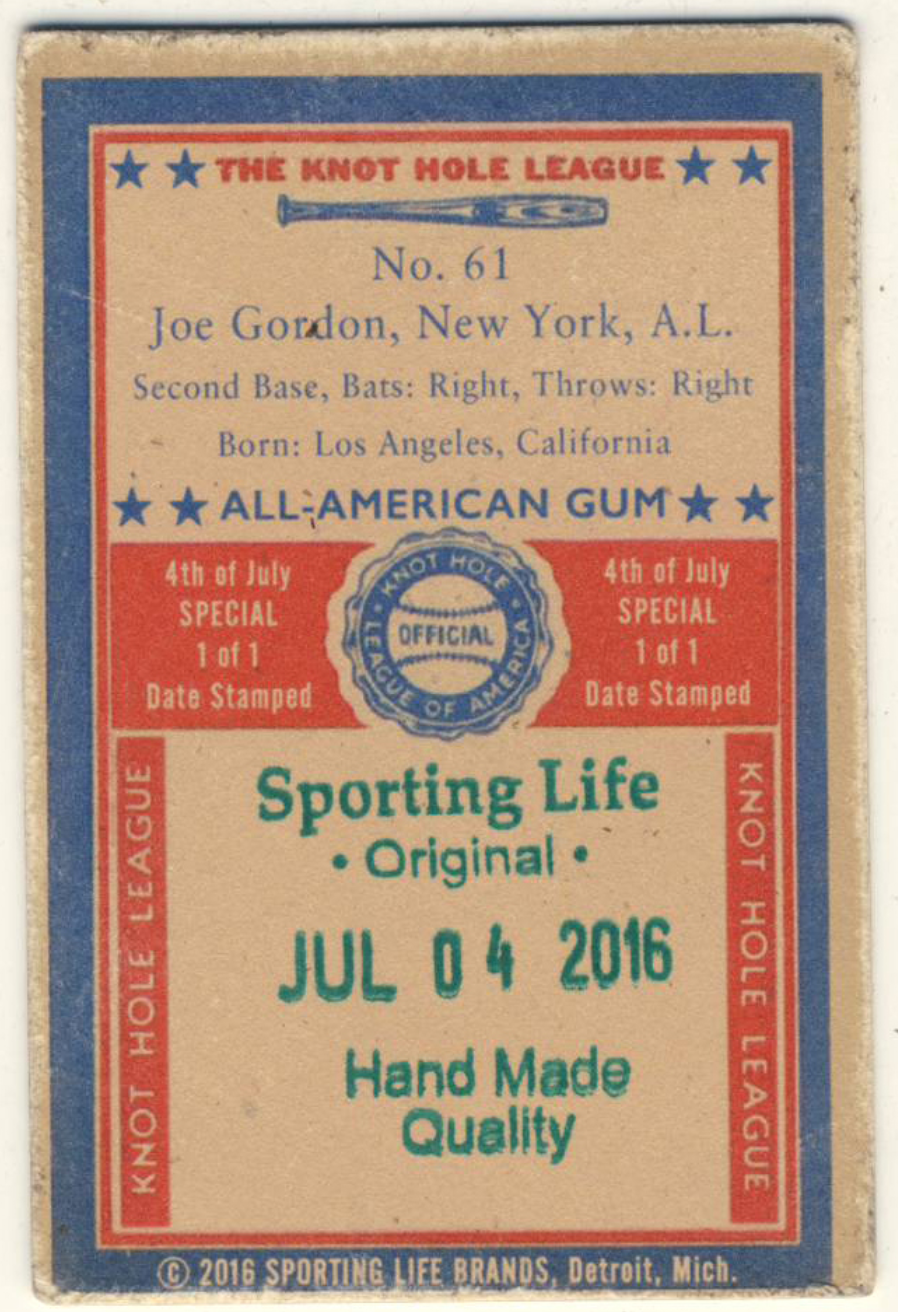 THE KNOT HOLE LEAGUE
No. 61
Joe Gordon, New York, A.L.
Second Base, Bats: Right, Throws: Right
Born: Los Angeles, California
ALL-AMERICAN GUM
4th of July
SPECIAL
1 of 1
Date Stamped
KNOT HOLE
LEAGUE OF AMERICA
OFFICIAL
4th of July
SPECIAL
1 of 1
Date Stamped
KNOT HOLE LEAGUE
Sporting Life
• Original •
JUL 04 2016
Hand Made
Quality
KNOT HOLE LEAGUE
© 2016 SPORTING LIFE BRANDS, Detroit, Mich.